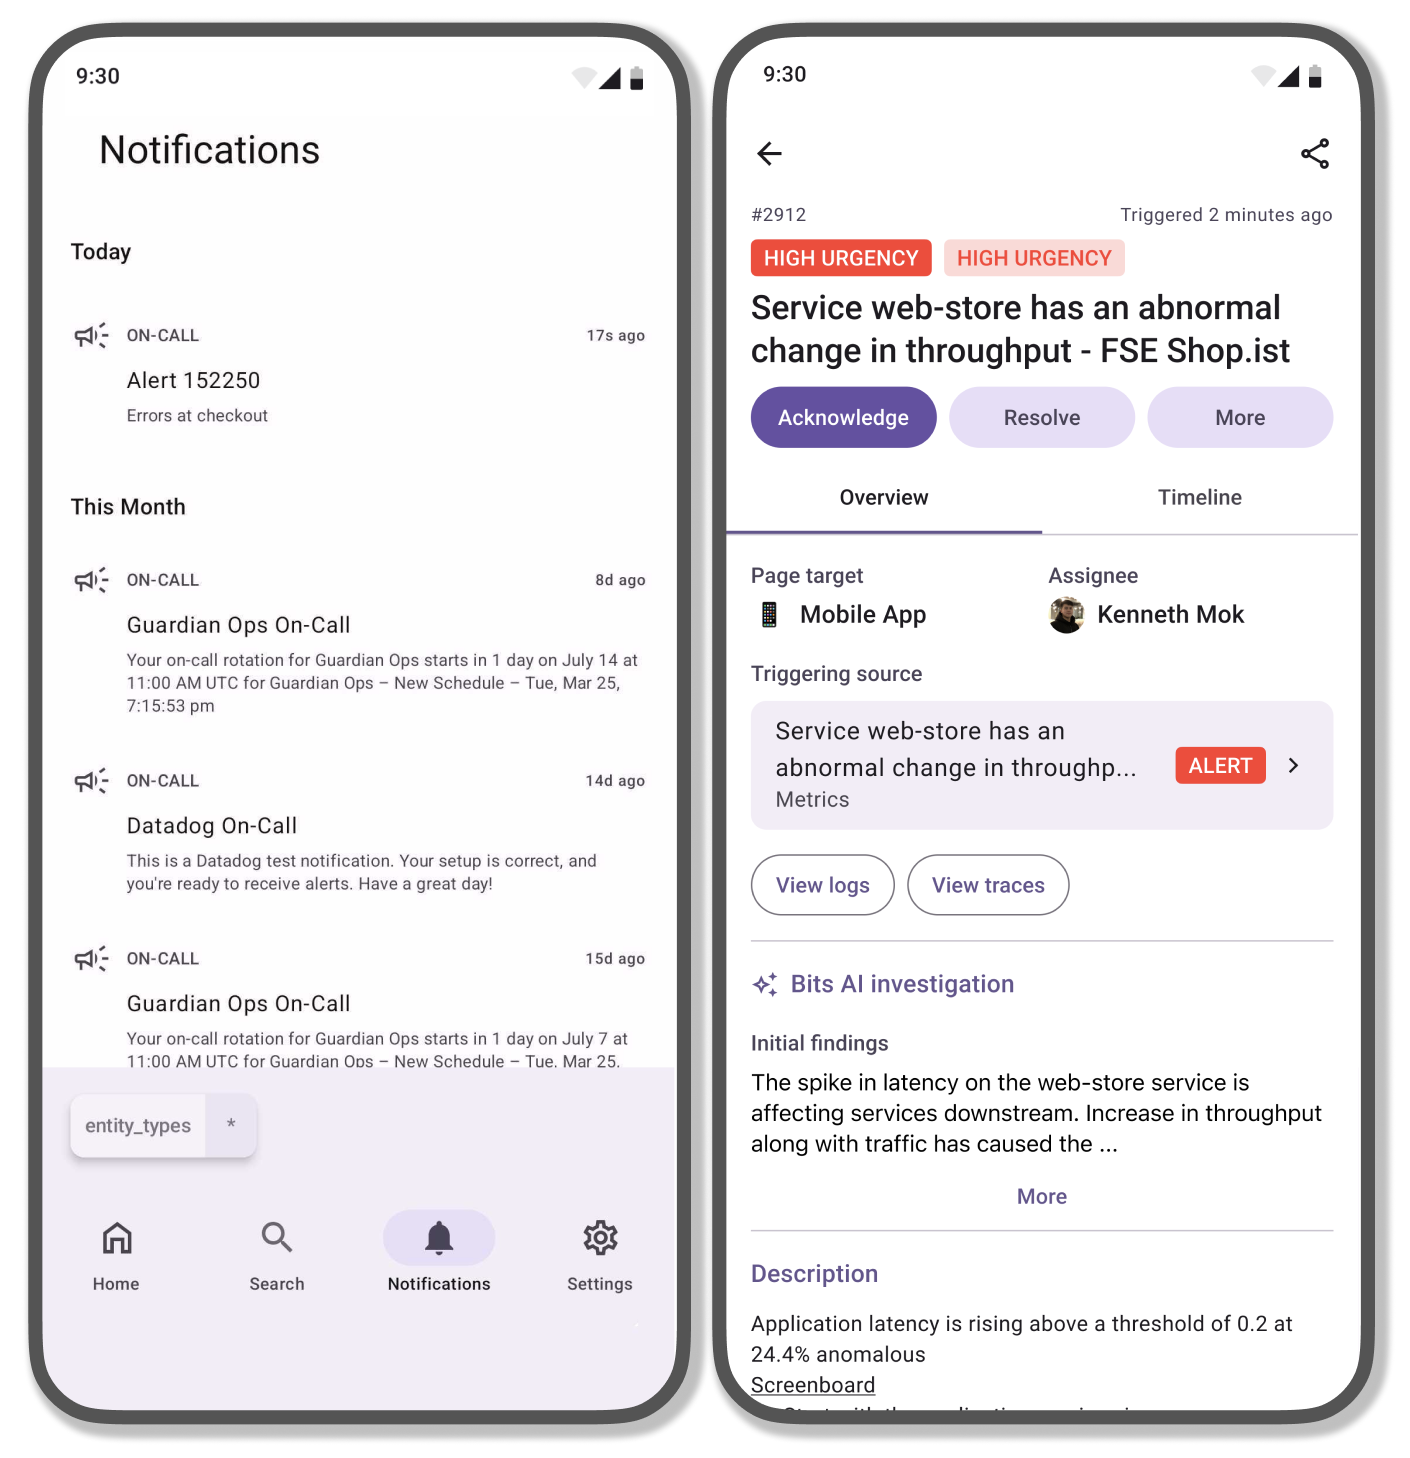 9:30
Notifications
Today
ON-CALL
17s ago
Alert 152250
Errors at checkout
This Month
ON-CALL
8d ago
Guardian Ops On-Call
Your on-call rotation for Guardian Ops starts in 1 day on July 14 at
11:00 AM UTC for Guardian Ops – New Schedule – Tue, Mar 25,
7:15:53 pm
ON-CALL
14d ago
Datadog On-Call
This is a Datadog test notification. Your setup is correct, and
you're ready to receive alerts. Have a great day!
ON-CALL
15d ago
Guardian Ops On-Call
Your on-call rotation for Guardian Ops starts in 1 day on July 7 at
11:00 AM UTC for Guardian Ops – New Schedule – Tue, Mar 25,
entity_types *
Home
Search
Notifications
Settings
9:30
#2912
Triggered 2 minutes ago
HIGH URGENCY
HIGH URGENCY
Service web-store has an abnormal
change in throughput - FSE Shop.ist
Acknowledge
Resolve
More
Overview
Timeline
Page target
Assignee
Mobile App
Kenneth Mok
Triggering source
Service web-store has an
abnormal change in throughp...
Metrics
ALERT
View logs
View traces
Bits AI investigation
Initial findings
The spike in latency on the web-store service is
affecting services downstream. Increase in throughput
along with traffic has caused the ...
More
Description
Application latency is rising above a threshold of 0.2 at
24.4% anomalous
Screenboard